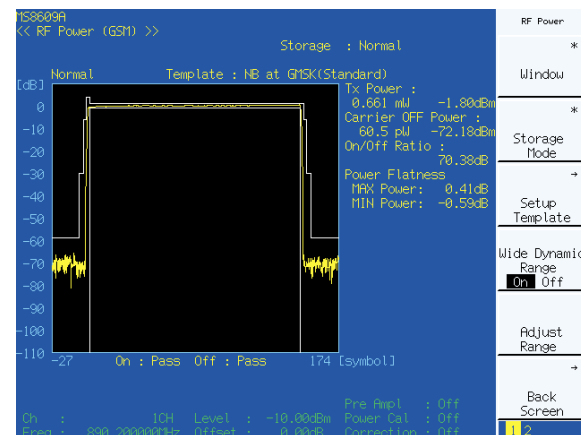 MS8609A
<< RF Power (GSM) >>
Storage : Normal
Normal Template : NB at GMSK(Standard)
[dB]
Tx Power :
0.661 mW -1.80dBm
Carrier OFF Power :
60.5 pW -72.18dBm
On/Off Ratio :
70.38dB
Power Flatness
MAX Power: 0.41dB
MIN Power: -0.59dB
0
-10
-20
-30
-40
-50
-60
-70
-80
-90
-100
-110
-27 On : Pass Off : Pass 174 [symbol]
Pre Ampl : Off
Ch : 1CH Level : -10.00dBm Power Cal : Off
Freq : 890.200000MHz Offset : 0.00dB Correction : Off
RF Power
*
Window
*
Storage
Mode
→
Setup
Template
Wide Dynamic
Range
On Off
Adjust
Range
→
Back
Screen
1 2